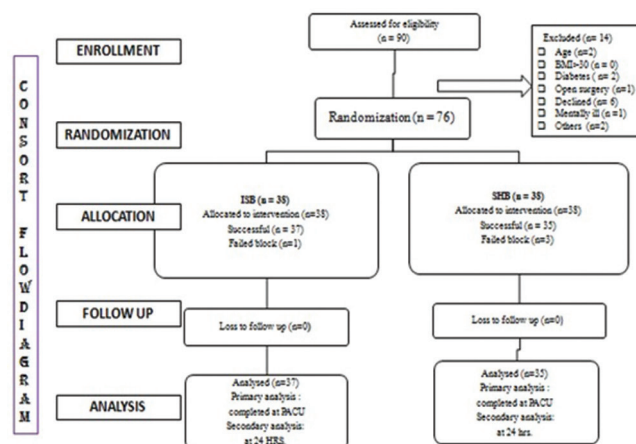 CONSORT FLOWDIAGRAM
ENROLLMENT
Assessed for eligibility
(n = 90)
Excluded (n= 14)
Age (n=2)
BMI>30 (n = 0)
Diabetes (n= 2)
Open surgery (n=1)
Declined (n= 6)
Mentally ill (n =1)
Others (n=2)
RANDOMIZATION
Randomization (n = 76)
ALLOCATION
ISB (n = 38)
Allocated to intervention (n=38)
Successful (n = 37)
Failed block (n=1)
SHB (n = 38)
Allocated to intervention (n=38)
Successful (n = 35)
Failed block (n=3)
FOLLOW UP
Loss to follow up (n=0)
Loss to follow up (n=0)
ANALYSIS
Analysed (n=37)
Primary analysis :
completed at PACU
Secondary analysis:
at 24 HRS.
Analysed (n=35)
Primary analysis :
completed at PACU
Secondary analysis:
at 24 hrs.